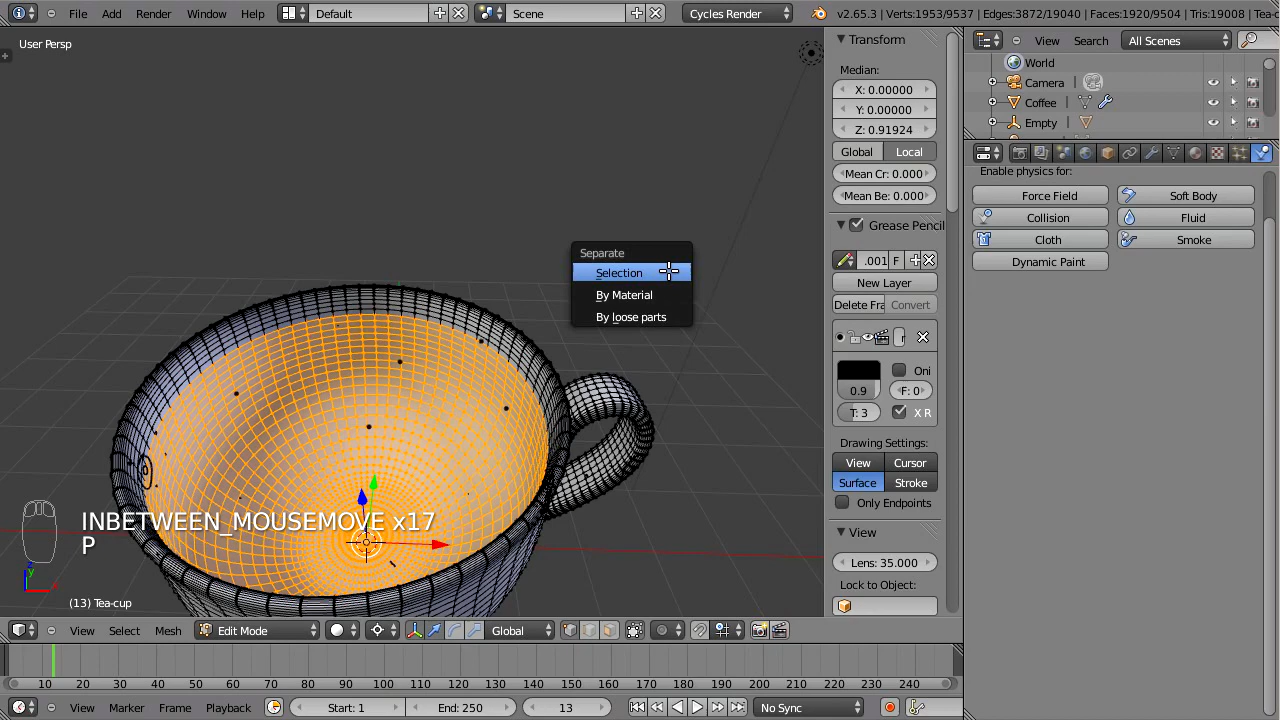 File Add Render Window Help Default Scene Cycles Render v2.65.3 | Verts:1953/9537 | Edges:3872/19040 | Faces:1920/9504 | Tris:19008 | Tea-c
User Persp
Transform
Median:
X: 0.00000
Y: 0.00000
Z: 0.91924
Global Local
Mean Cr: 0.000
Mean Be: 0.000
Grease Pencil
.001 F
New Layer
Delete Fra Convert
Oni
0.9 F: 0
T: 3 X R
Drawing Settings:
View Cursor
Surface Stroke
Only Endpoints
View
Lens: 35.000
Lock to Object:
View Search All Scenes
World
Camera
Coffee
Empty
Enable physics for:
Force Field Soft Body
Collision Fluid
Cloth Smoke
Dynamic Paint
Separate
Selection
By Material
By loose parts
INBETWEEN_MOUSEMOVE x17
P
y
x
(13) Tea-cup
View Select Mesh Edit Mode Global
10 20 30 40 50 60 70 80 90 100 110 120 130 140 150 160 170 180 190 200 210 220 230 240
View Marker Frame Playback Start: 1 End: 250 13 No Sync